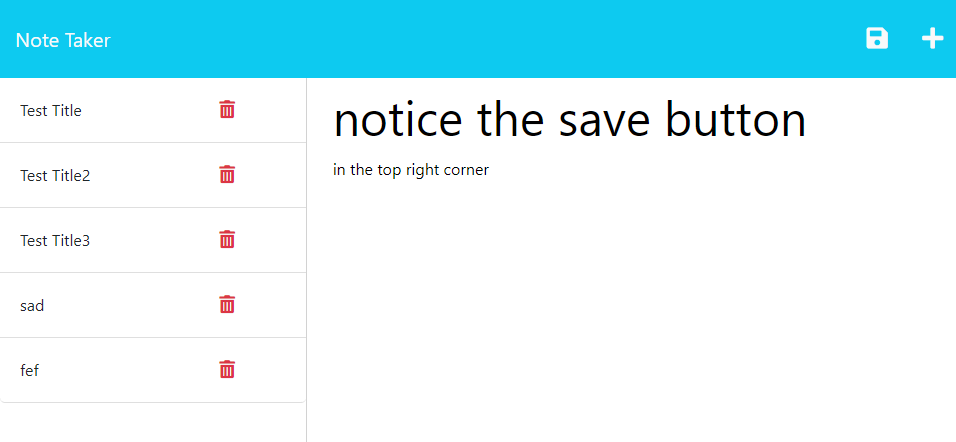 Note Taker
Test Title
Test Title2
Test Title3
sad
fef
notice the save button
in the top right corner